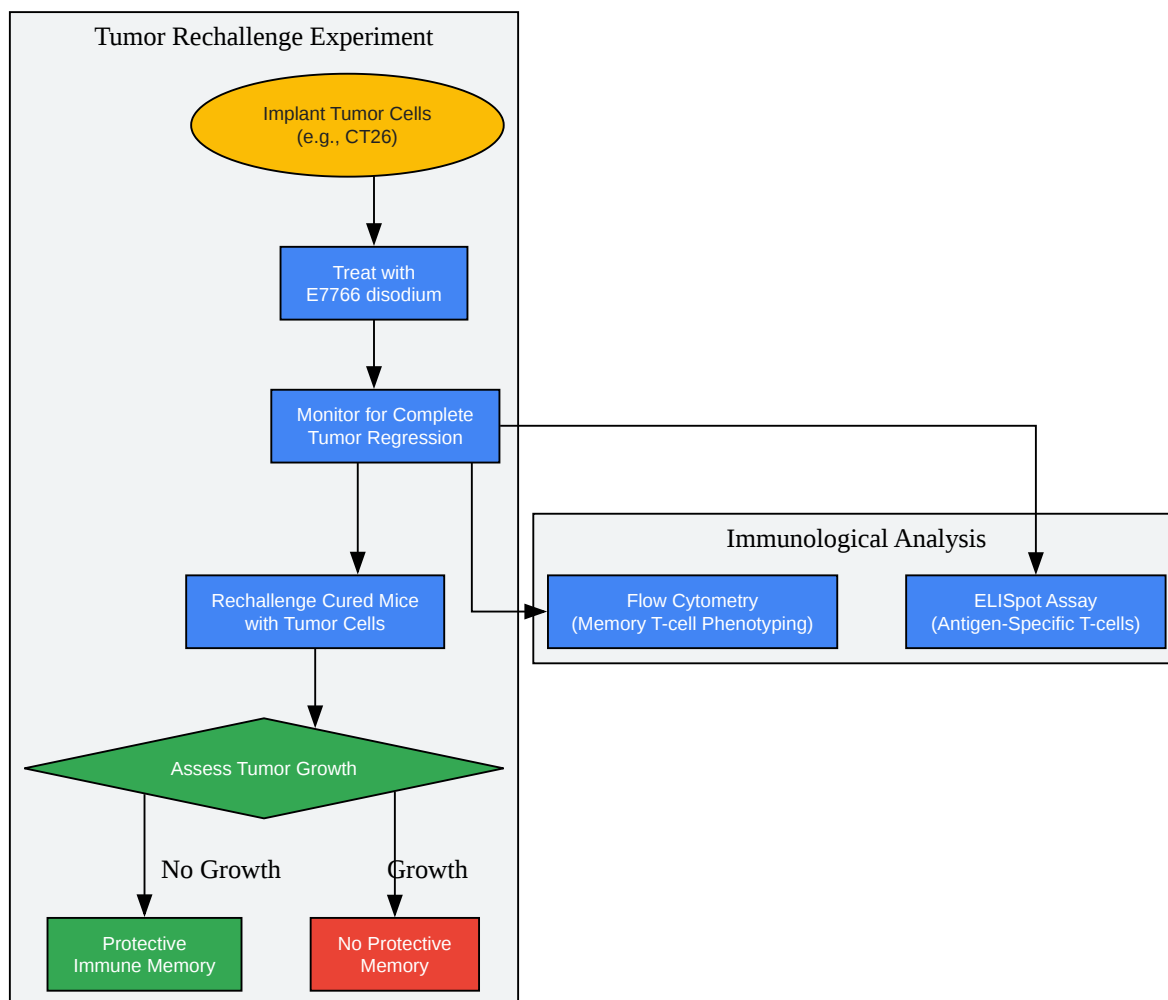 Tumor Rechallenge Experiment
Implant Tumor Cells
(e.g., CT26)
Treat with
E7766 disodium
Monitor for Complete
Tumor Regression
Immunological Analysis
Rechallenge Cured Mice
with Tumor Cells
Flow Cytometry
(Memory T-cell Phenotyping)
ELISpot Assay
(Antigen-Specific T-cells)
Assess Tumor Growth
No Growth
Growth
Protective
Immune Memory
No Protective
Memory